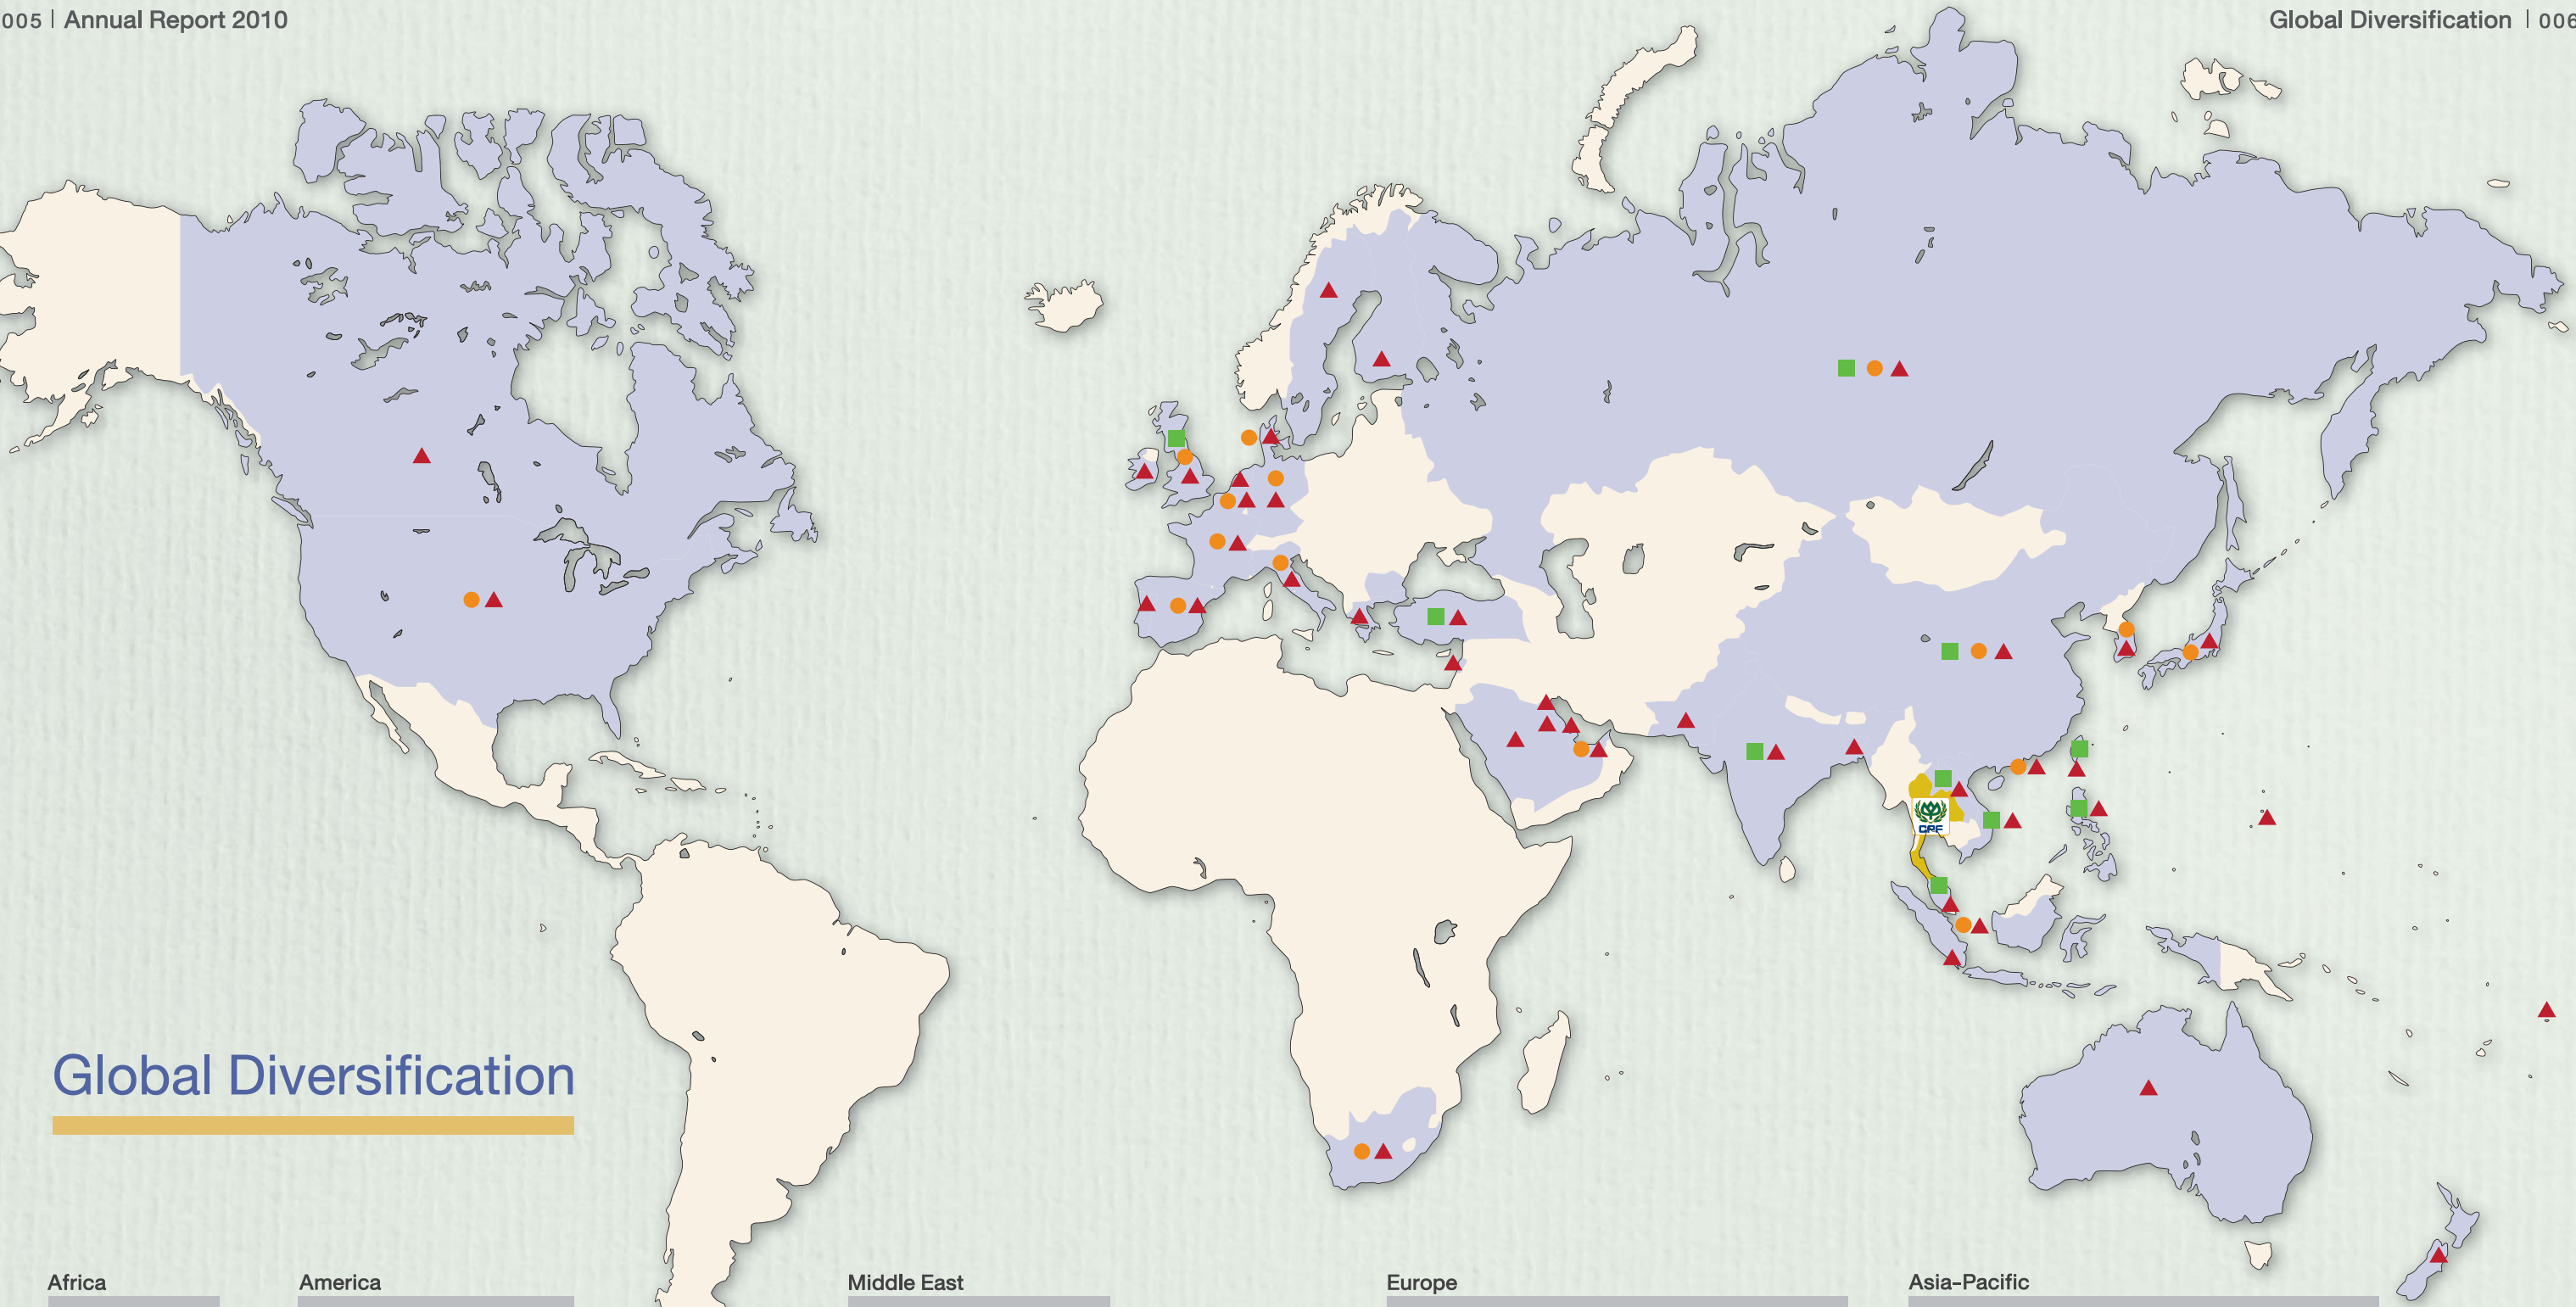 005 | Annual Report 2010
Global Diversification | 006
CPF
Global Diversification
Africa
America
Middle East
Europe
Asia-Pacific